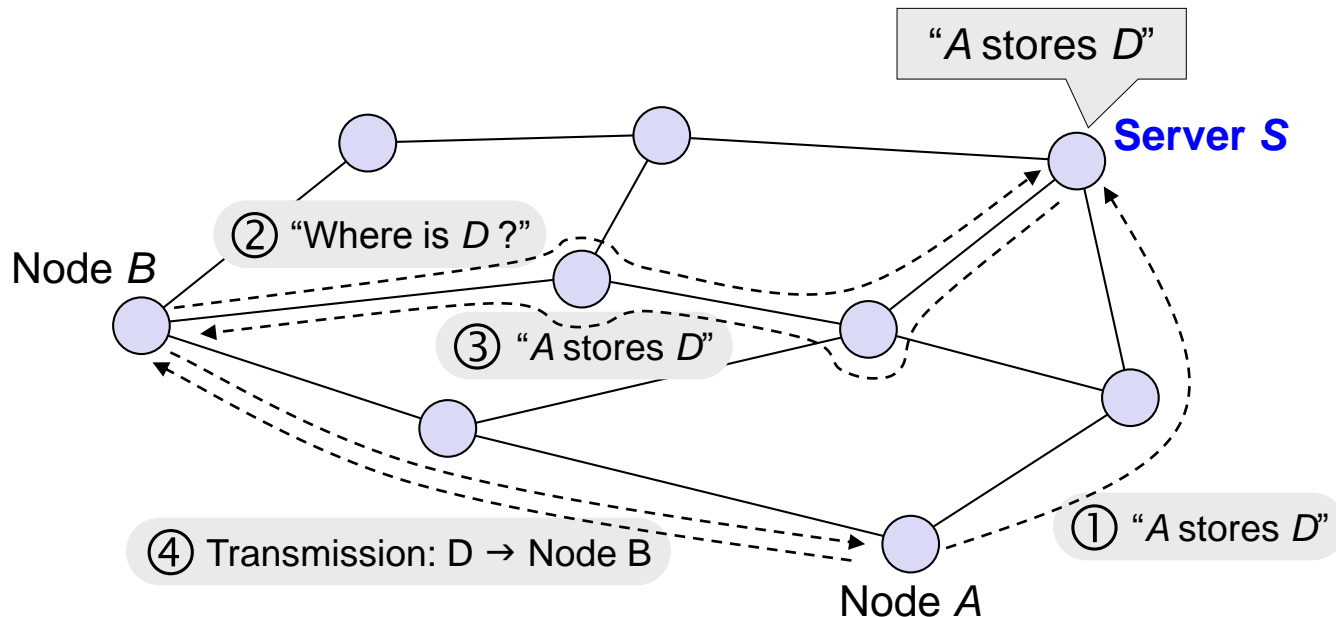 “A stores D”
Server S
② “Where is D ?”
Node B
③ “A stores D”
① “A stores D”
④ Transmission: D → Node B
Node A